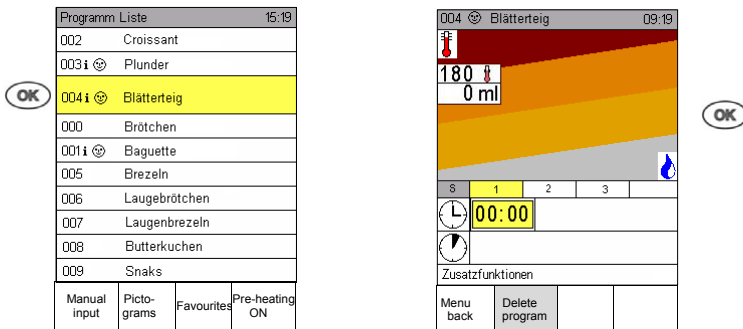 Programm Liste 15:19
002 Croissant
003 i Plunder
004 i Blätterteig
000 Brötchen
001 i Baguette
005 Brezeln
006 Laugebrötchen
007 Laugenbrezeln
008 Butterkuchen
009 Snaks
Manual input
Picto-
grams
Favourites
Pre-heating
ON
OK
004 Blätterteig 09:19
180
0 ml
S 1 2 3
00:00
Zusatzfunktionen
Menu
back
Delete
program
OK